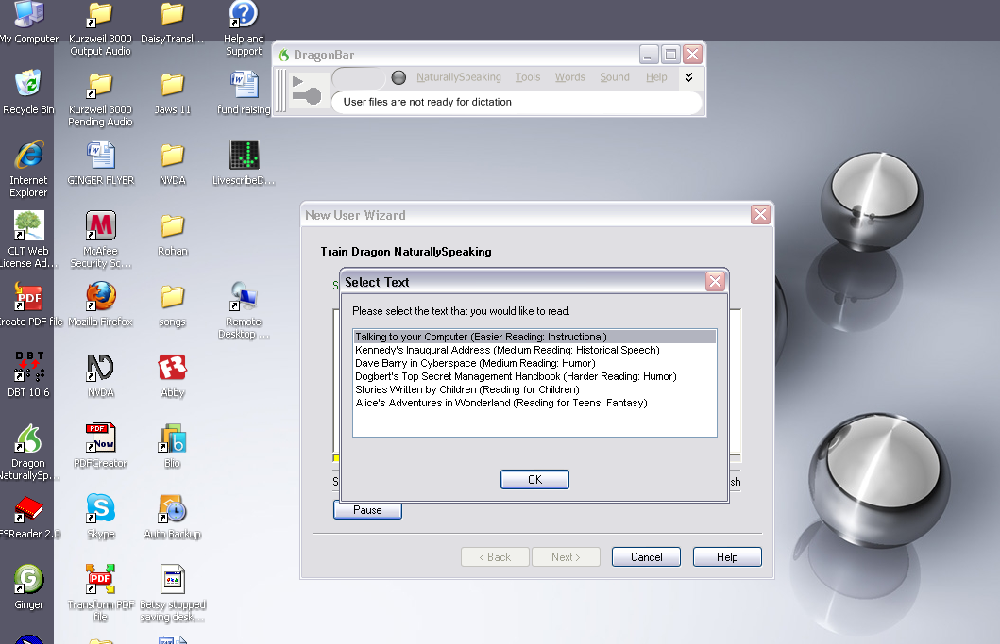 My Computer
Kurzweil 3000
Output Audio
DaisyTransl...
Help and
Support
Recycle Bin
Kurzweil 3000
Pending Audio
Jaws 11
fund raising
Internet
Explorer
GINGER FLYER
NVDA
LivescribeD...
CLT Web
License Ad...
McAfee
Security Sc...
Rohan
PDF
Create PDF file
Mozilla Firefox
songs
Remote
Desktop ...
DBT
DBT 10.6
NVDA
Abby
Dragon
NaturallySp...
PDF
Now
PDFCreator
Blio
FSReader 2.0
Skype
Auto Backup
Ginger
PDF
Transform PDF
file
Betsy stopped
saving desk...
DragonBar
NaturallySpeaking Tools Words Sound Help
User files are not ready for dictation
New User Wizard
Train Dragon NaturallySpeaking
S
Select Text
Please select the text that you would like to read.
Talking to your Computer (Easier Reading: Instructional)
Kennedy's Inaugural Address (Medium Reading: Historical Speech)
Dave Barry in Cyberspace (Medium Reading: Humor)
Dogbert's Top Secret Management Handbook (Harder Reading: Humor)
Stories Written by Children (Reading for Children)
Alice's Adventures in Wonderland (Reading for Teens: Fantasy)
OK
S sh
Pause
< Back Next > Cancel Help